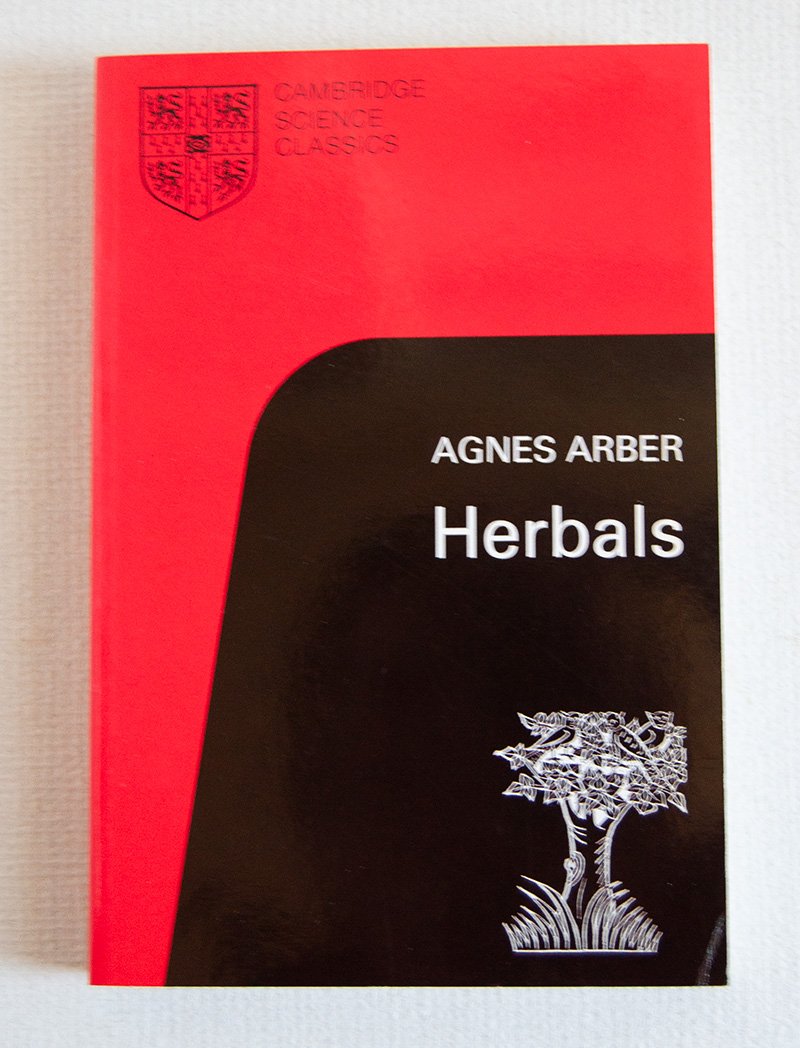 CAMBRIDGE
SCIENCE
CLASSICS
AGNES ARBER
Herbals